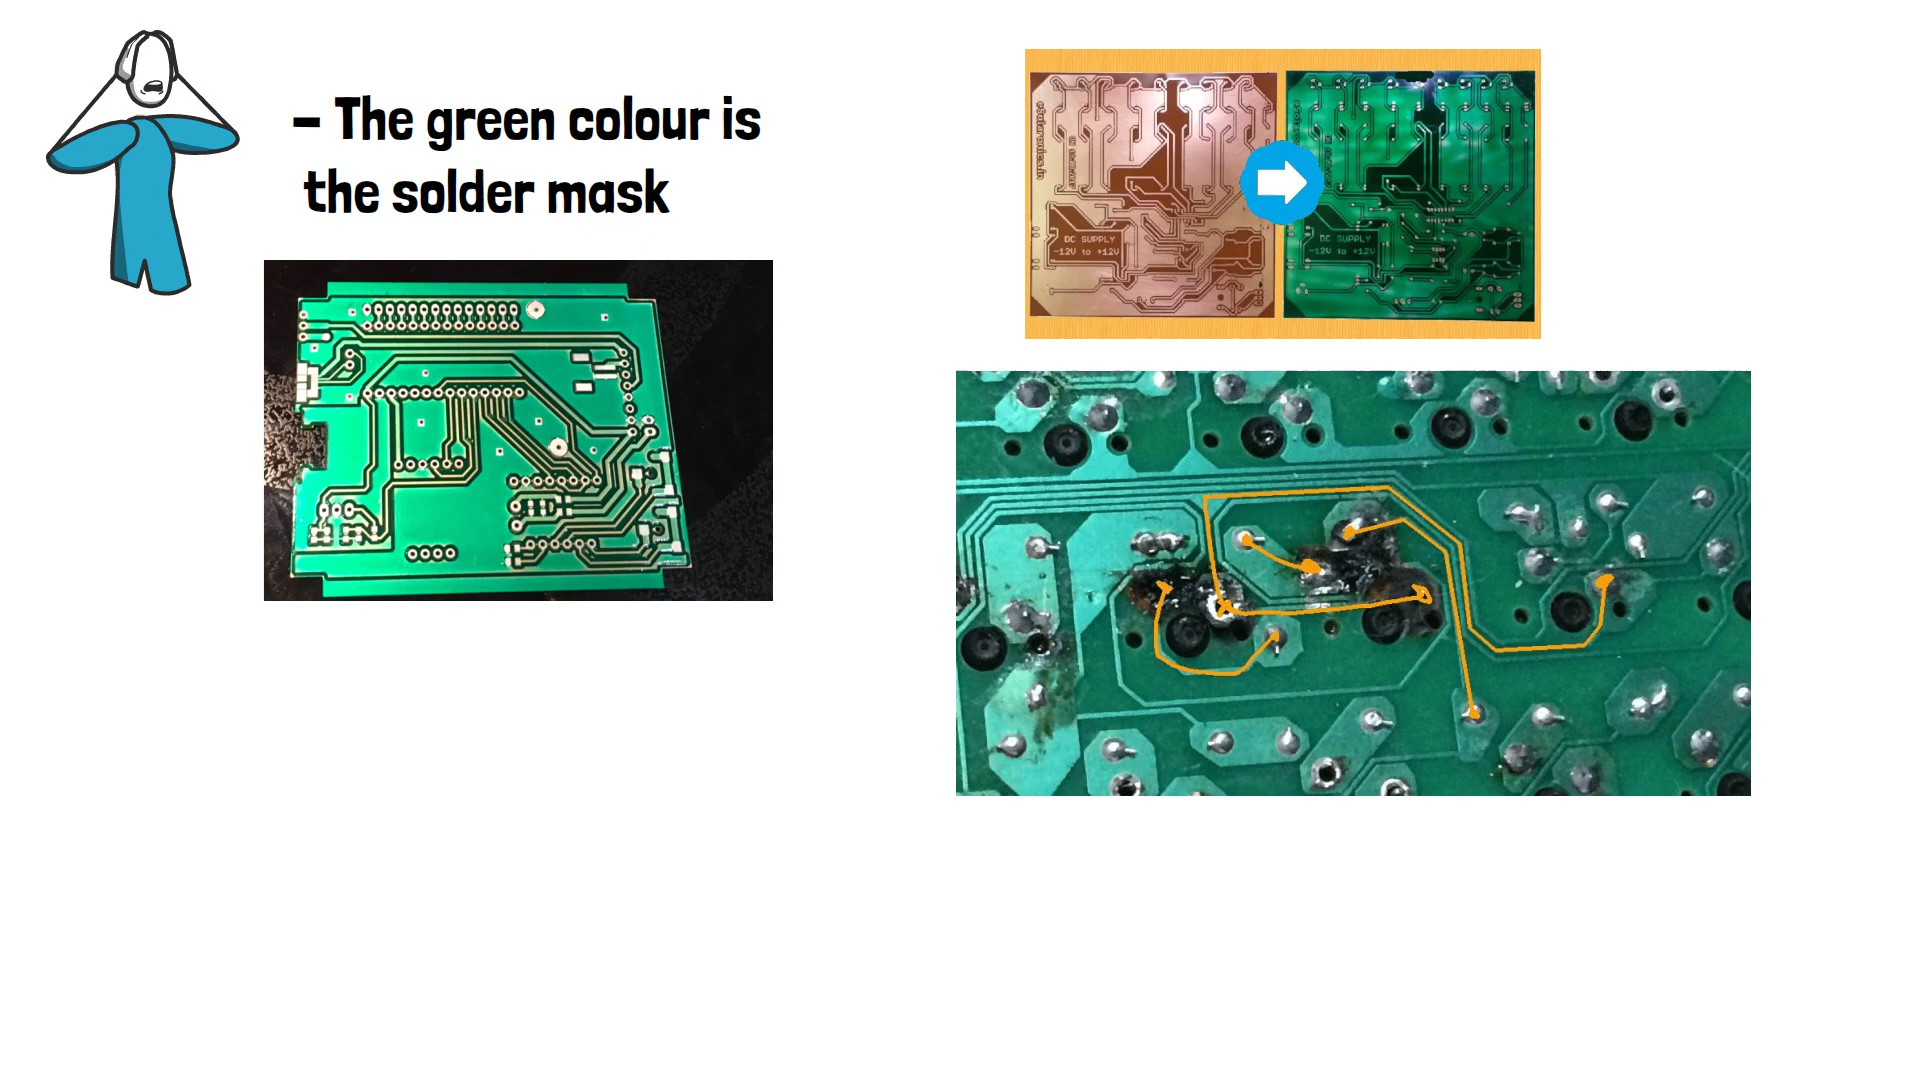 – The green colour is
the solder mask
DC SUPPLY
-12V to +12V
DC SUPPLY
-12V to +12V